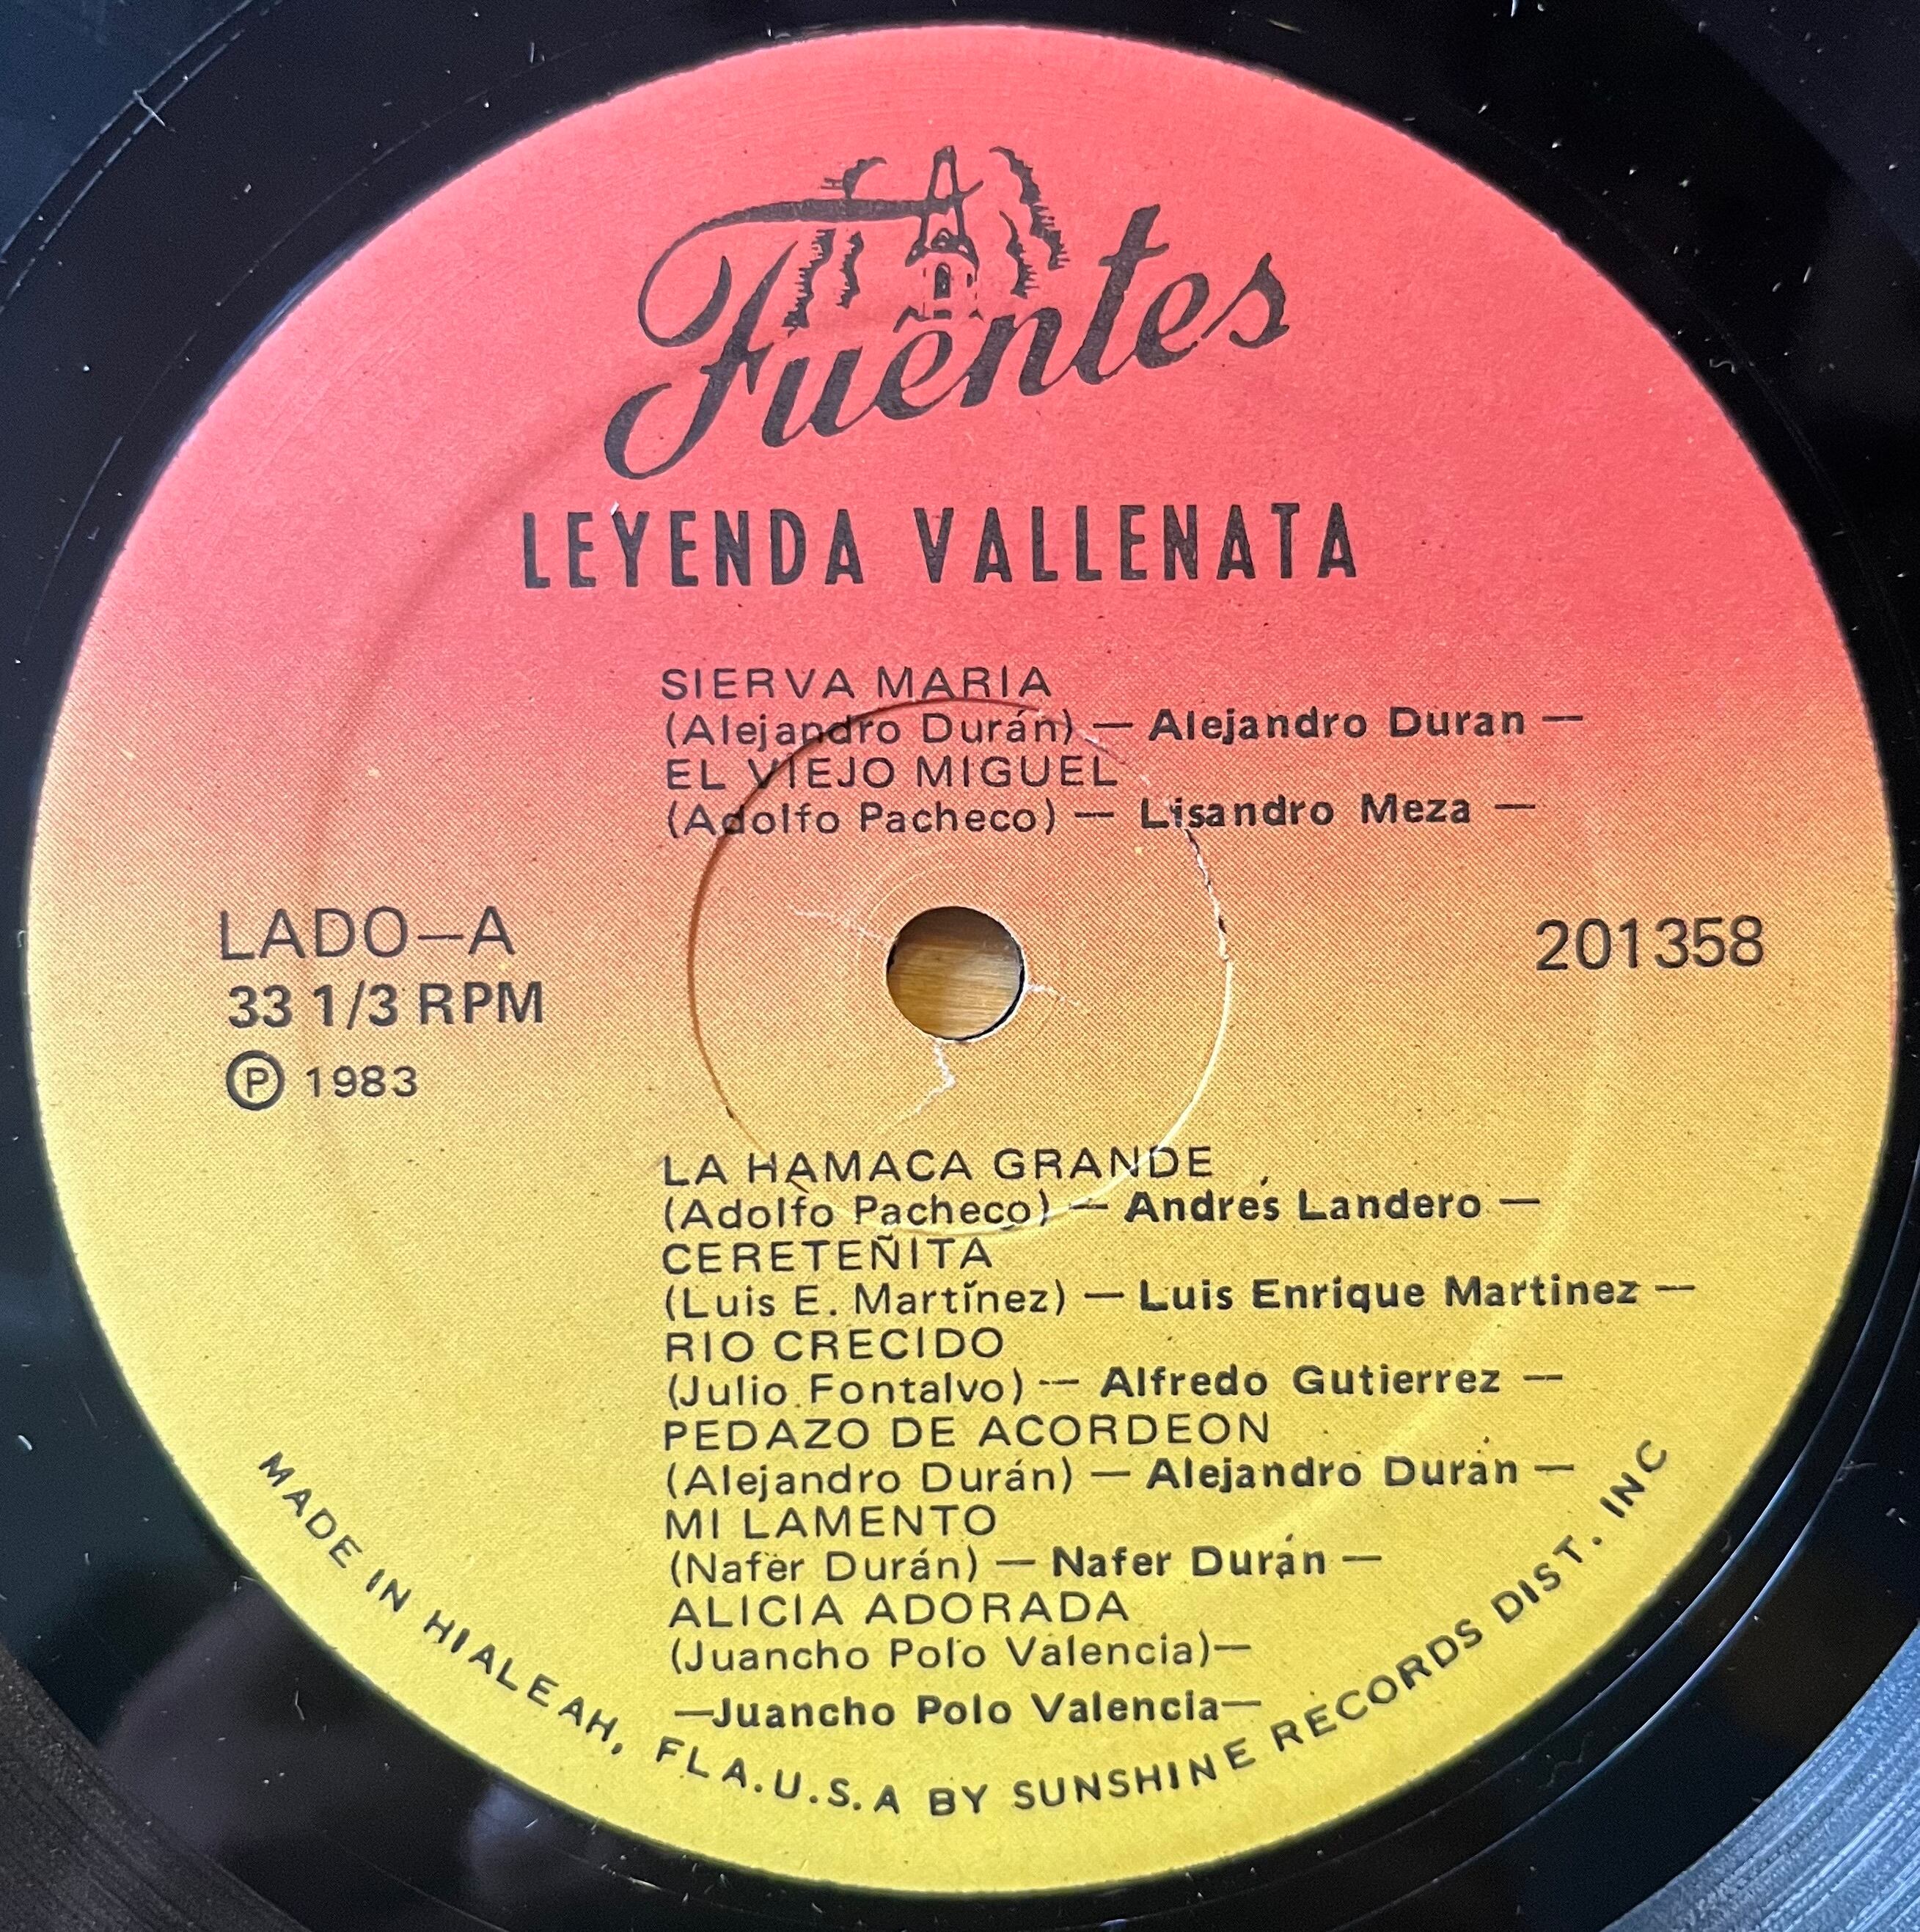 Fuentes
LEYENDA VALLENATA
SIERVA MARIA
(Alejandro Durán) — Alejandro Duran —
EL VIEJO MIGUEL
(Adolfo Pacheco) — Lisandro Meza —
LADO—A
33 1/3 RPM
Ⓟ 1983
201358
LA HAMACA GRANDE
(Adolfo Pacheco) — Andrés Landero —
CERETEÑITA
(Luis E. Martínez) — Luis Enrique Martinez —
RIO CRECIDO
(Julio Fontalvo) — Alfredo Gutierrez —
PEDAZO DE ACORDEON
(Alejandro Durán) — Alejandro Durán —
MI LAMENTO
(Nafer Durán) — Nafer Durán —
ALICIA ADORADA
(Juancho Polo Valencia)—
—Juancho Polo Valencia—
MADE IN HIALEAH, FLA.U.S.A BY SUNSHINE RECORDS DIST. INC